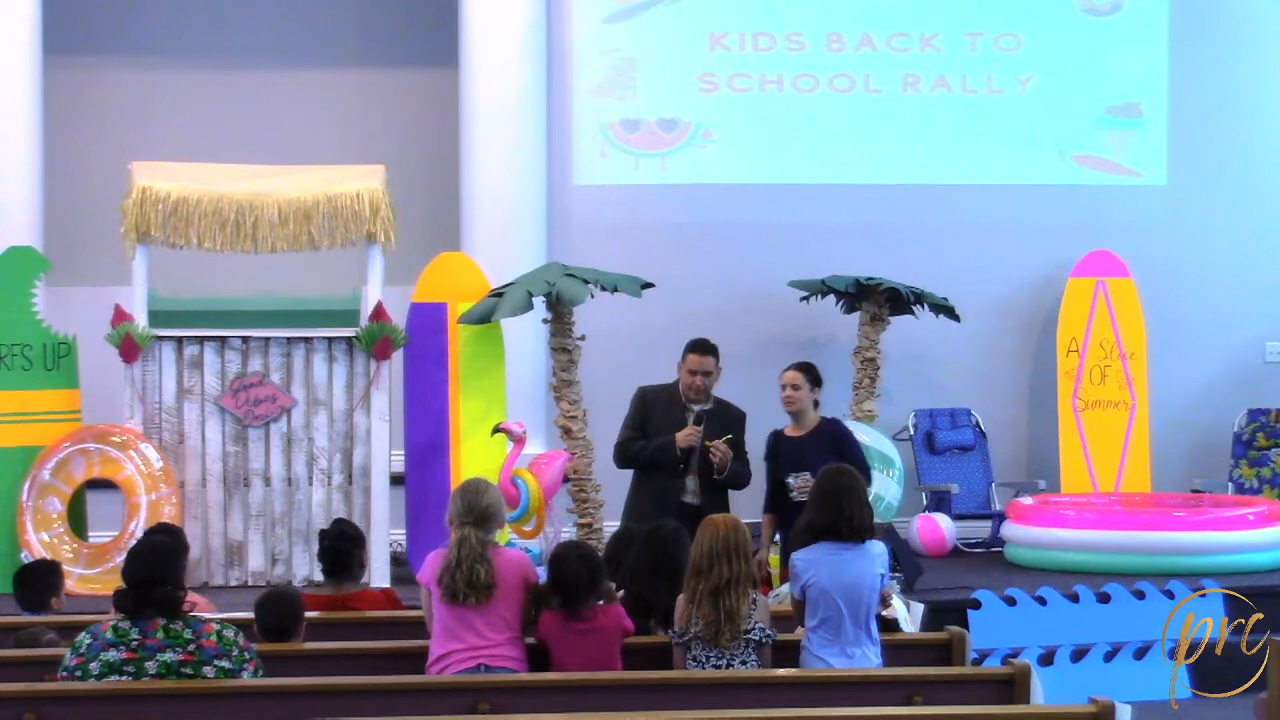 KIDS BACK TO
SCHOOL RALLY
RFS UP
Good
Vibes
Only
A Slice
OF
Summer
prc